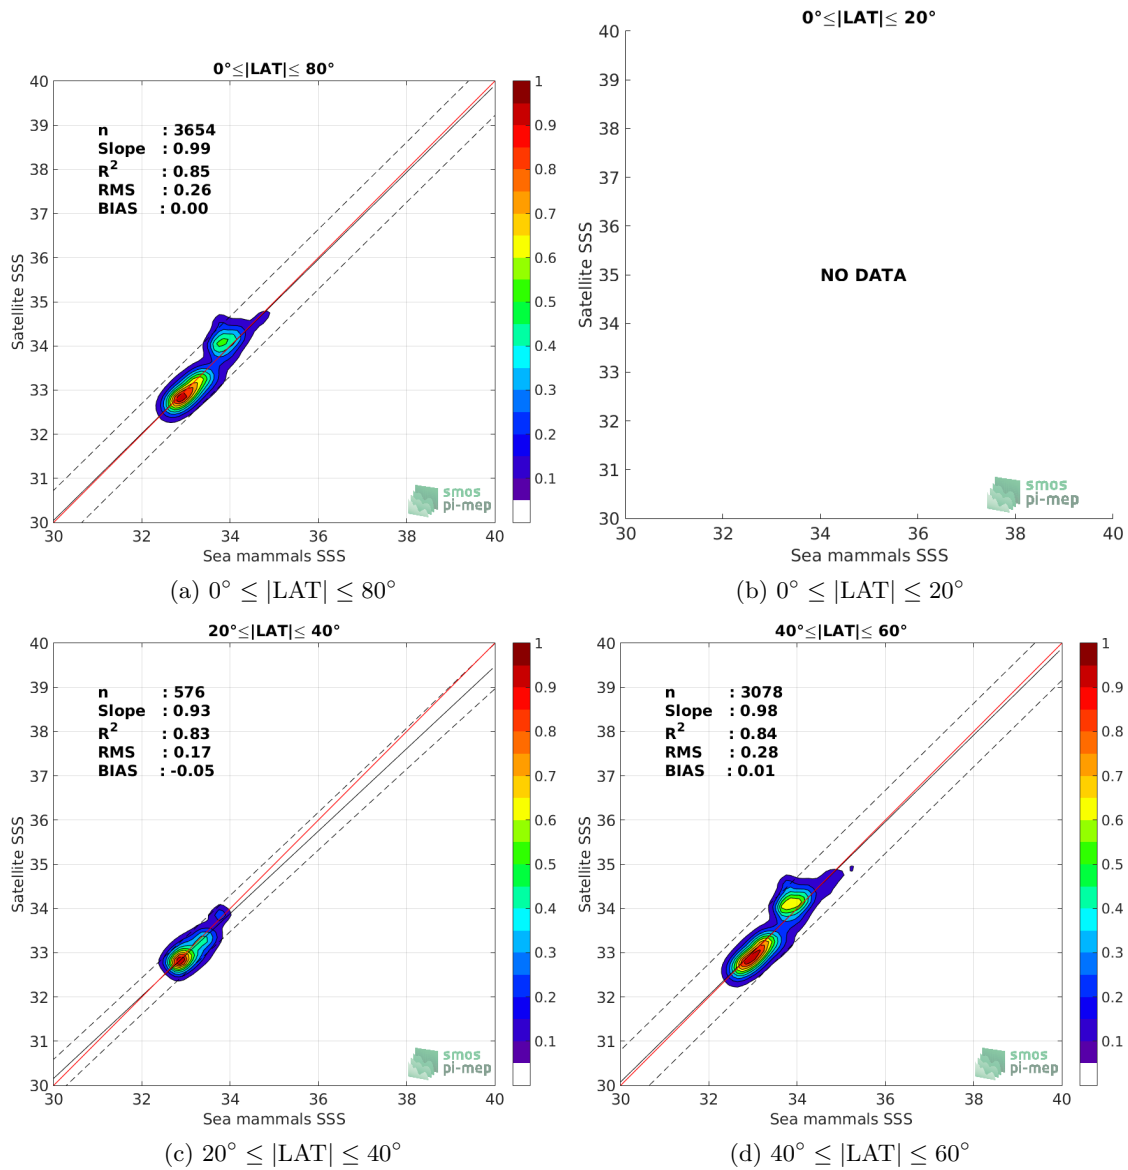 0°≤|LAT|≤ 80°
40
39
38
37
36
35
34
33
32
31
30
Satellite SSS
n : 3654
Slope : 0.99
R² : 0.85
RMS : 0.26
BIAS : 0.00
smos
pi-mep
30 32 34 36 38 40
Sea mammals SSS
1
0.9
0.8
0.7
0.6
0.5
0.4
0.3
0.2
0.1
(a) 0° ≤ |LAT| ≤ 80°
0°≤|LAT|≤ 20°
40
39
38
37
36
35
34
33
32
31
30
Satellite SSS
NO DATA
smos
pi-mep
30 32 34 36 38 40
Sea mammals SSS
(b) 0° ≤ |LAT| ≤ 20°
20°≤|LAT|≤ 40°
40
39
38
37
36
35
34
33
32
31
30
Satellite SSS
n : 576
Slope : 0.93
R² : 0.83
RMS : 0.17
BIAS : -0.05
smos
pi-mep
30 32 34 36 38 40
Sea mammals SSS
1
0.9
0.8
0.7
0.6
0.5
0.4
0.3
0.2
0.1
(c) 20° ≤ |LAT| ≤ 40°
40°≤|LAT|≤ 60°
40
39
38
37
36
35
34
33
32
31
30
Satellite SSS
n : 3078
Slope : 0.98
R² : 0.84
RMS : 0.28
BIAS : 0.01
smos
pi-mep
30 32 34 36 38 40
Sea mammals SSS
1
0.9
0.8
0.7
0.6
0.5
0.4
0.3
0.2
0.1
(d) 40° ≤ |LAT| ≤ 60°